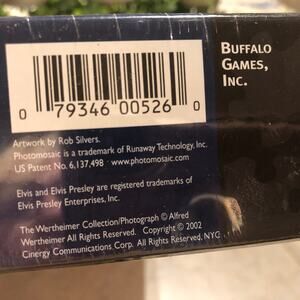 BUFFALO
GAMES,
INC.
0 79346 00526 0
Artwork by Rob Silvers.
Photomosaic is a trademark of Runaway Technology, Inc.
US Patent No. 6,137,498 · www.photomosaic.com
Elvis and Elvis Presley are registered trademarks of
Elvis Presley Enterprises, Inc.
The Wertheimer Collection/Photograph © Alfred
Wertheimer All Rights Reserved. Copyright © 2002
Cinergy Communications Corp. All Rights Reserved. NYC